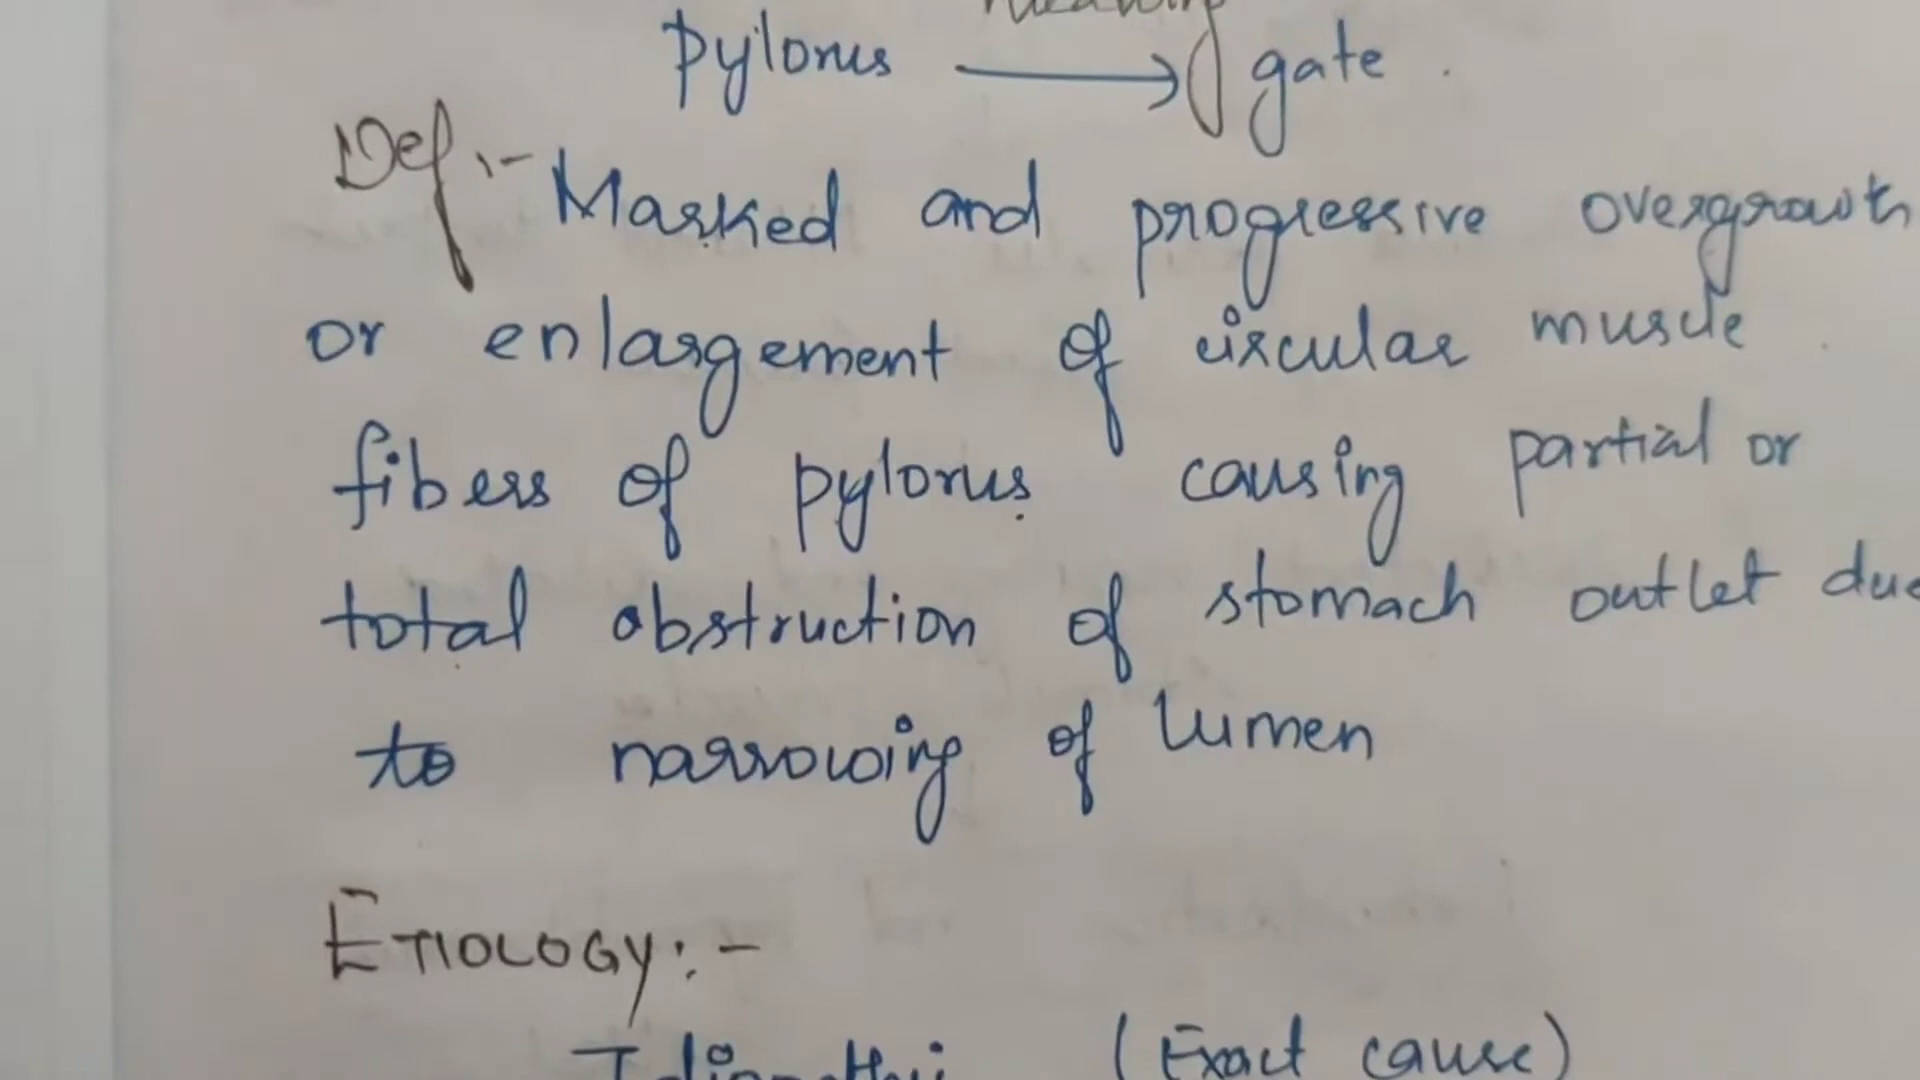 meaning
Pylorus → gate .
Def :- Marked and progressive overgrowth
or enlargement of circular muscle
fibers of pylorus causing partial or
total obstruction of stomach outlet due
to narrowing of lumen
ETIOLOGY :-
(Exact cause)